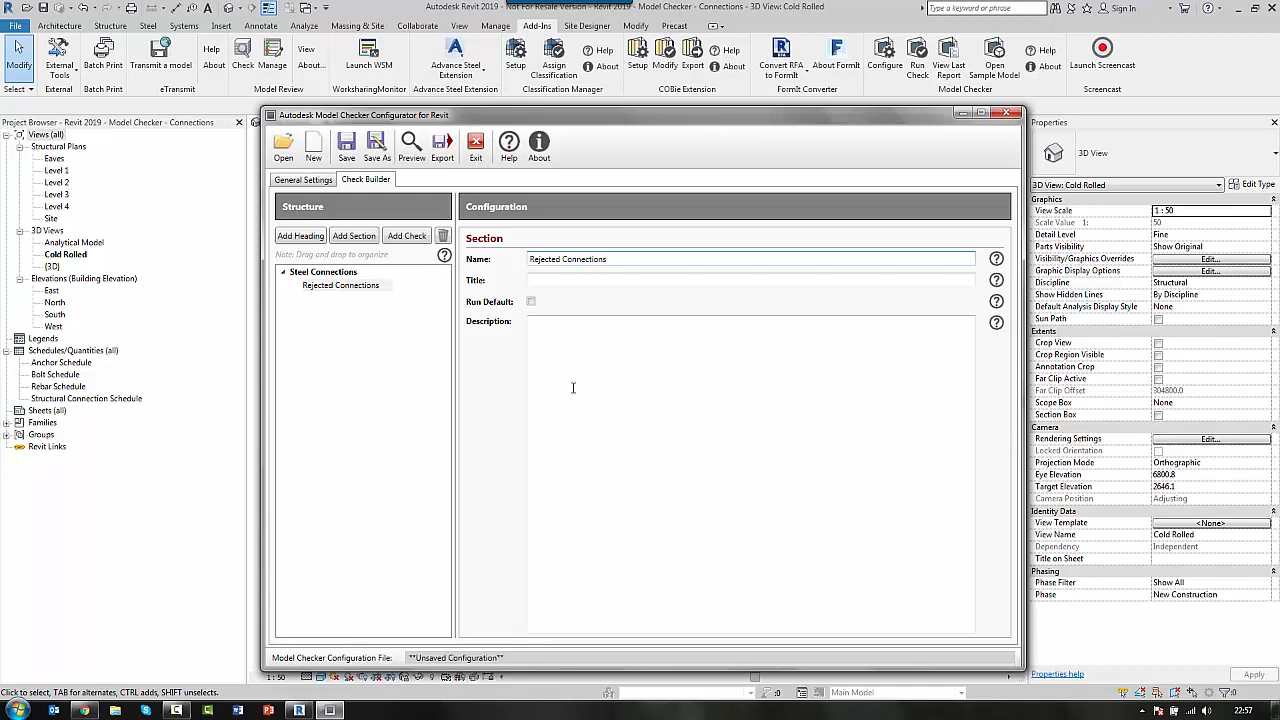 Autodesk Revit 2019 - Not For Resale Version - Revit 2019 - Model Checker - Connections - 3D View: Cold Rolled
Type a keyword or phrase
Sign In
File Architecture Structure Steel Systems Insert Annotate Analyze Massing & Site Collaborate View Manage Add-Ins Site Designer Modify Precast
Modify
External Tools
Batch Print
Transmit a model
About
Check
Manage
View
About...
Launch WSM
Advance Steel Extension
Setup
Assign Classification
Help
About
Setup
Modify
Export
Help
About
Convert RFA to FormIt
About FormIt
Configure
Run Check
View Last Report
Open Sample Model
Help
About
Launch Screencast
Select External Batch Print eTransmit Model Review WorksharingMonitor Advance Steel Extension Classification Manager COBie Extension FormIt Converter Model Checker Screencast
Project Browser - Revit 2019 - Model Checker - Connections
Views (all)
Structural Plans
Eaves
Level 1
Level 2
Level 3
Level 4
Site
3D Views
Analytical Model
Cold Rolled
{3D}
Elevations (Building Elevation)
East
North
South
West
Legends
Schedules/Quantities (all)
Anchor Schedule
Bolt Schedule
Rebar Schedule
Structural Connection Schedule
Sheets (all)
Families
Groups
Revit Links
Autodesk Model Checker Configurator for Revit
Open New Save Save As Preview Export Exit Help About
General Settings Check Builder
Structure
Add Heading Add Section Add Check
Note: Drag and drop to organize
Steel Connections
Rejected Connections
Configuration
Section
Name: Rejected Connections
Title:
Run Default:
Description:
Model Checker Configuration File: **Unsaved Configuration**
Properties
3D View
3D View: Cold Rolled Edit Type
Graphics
View Scale 1 : 50
Scale Value 1: 50
Detail Level Fine
Parts Visibility Show Original
Visibility/Graphics Overrides Edit...
Graphic Display Options Edit...
Discipline Structural
Show Hidden Lines By Discipline
Default Analysis Display Style None
Sun Path
Extents
Crop View
Crop Region Visible
Annotation Crop
Far Clip Active
Far Clip Offset 304800.0
Scope Box None
Section Box
Camera
Rendering Settings Edit...
Locked Orientation
Projection Mode Orthographic
Eye Elevation 6800.8
Target Elevation 2646.1
Camera Position Adjusting
Identity Data
View Template <None>
View Name Cold Rolled
Dependency Independent
Title on Sheet
Phasing
Phase Filter Show All
Phase New Construction
Properties help Apply
1 : 50
Click to select, TAB for alternates, CTRL adds, SHIFT unselects.
:0
Main Model
:0
22:57